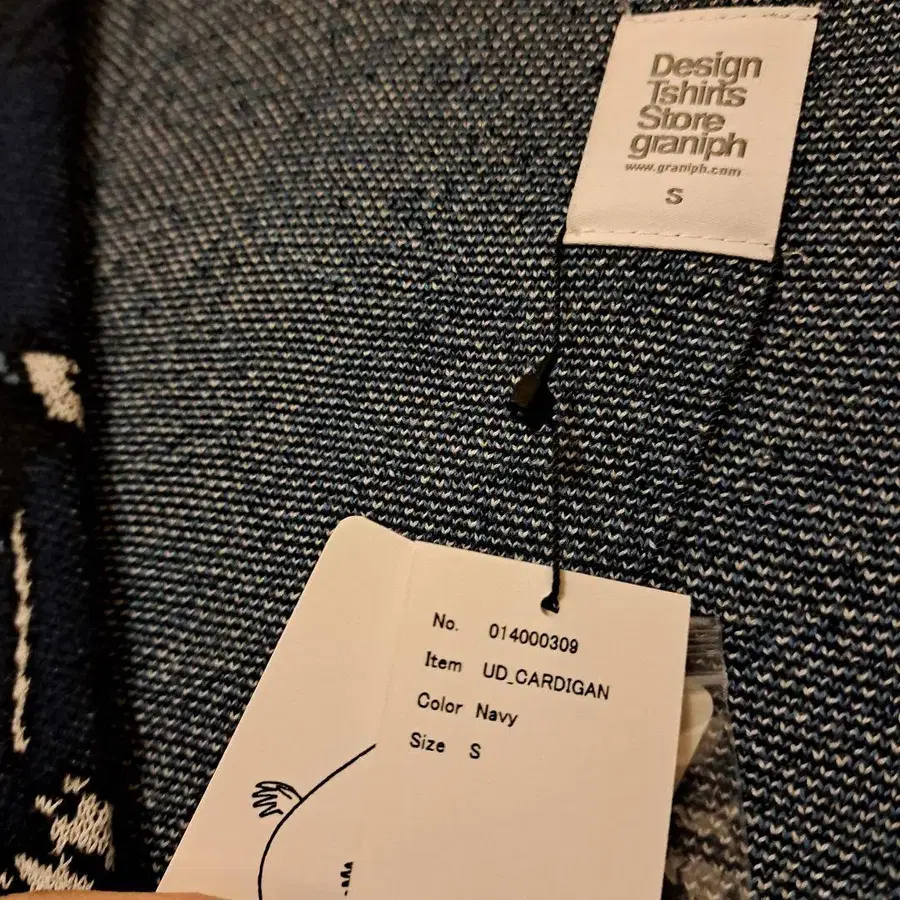 Design
Tshirts
Store
graniph
www.graniph.com
S
No. 014000309
Item UD_CARDIGAN
Color Navy
Size S